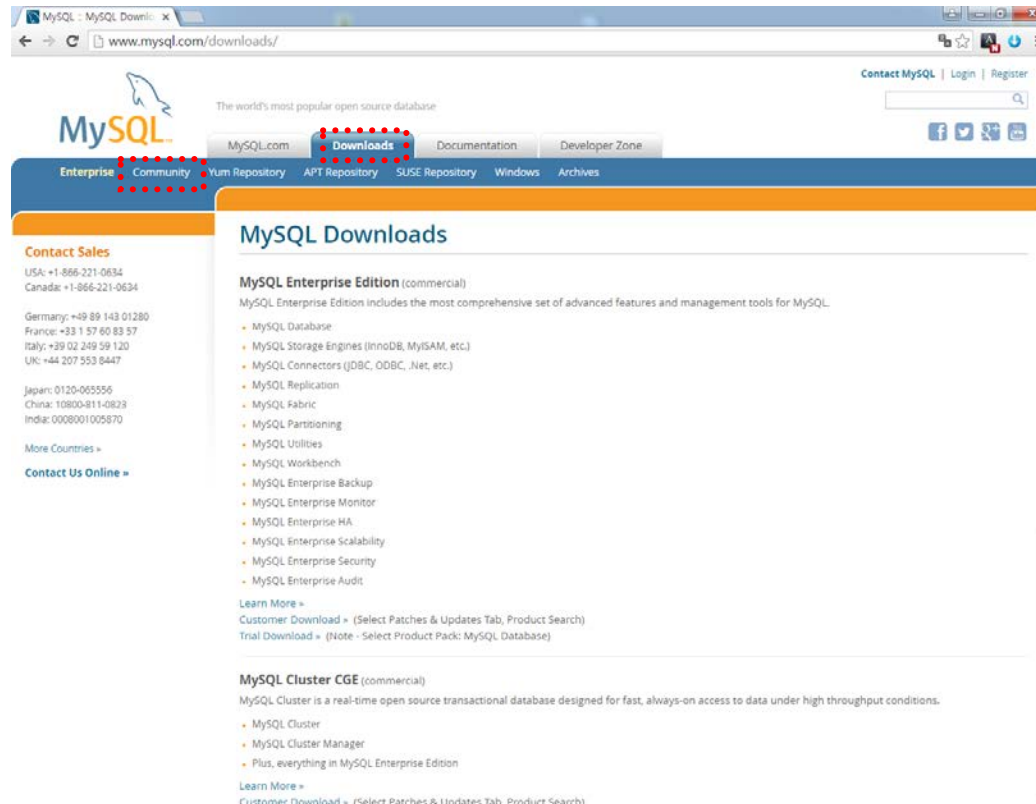 MySQL : MySQL Downlo
www.mysql.com/downloads/
Contact MySQL | Login | Register
The world's most popular open source database
MySQL
MySQL.com Downloads Documentation Developer Zone
Enterprise Community Yum Repository APT Repository SUSE Repository Windows Archives
Contact Sales
USA: +1-866-221-0634
Canada: +1-866-221-0634
Germany: +49 89 143 01280
France: +33 1 57 60 83 57
Italy: +39 02 249 59 120
UK: +44 207 553 8447
Japan: 0120-065556
China: 10800-811-0823
India: 0008001005870
More Countries »
Contact Us Online »
MySQL Downloads
MySQL Enterprise Edition (commercial)
MySQL Enterprise Edition includes the most comprehensive set of advanced features and management tools for MySQL.
• MySQL Database
• MySQL Storage Engines (InnoDB, MyISAM, etc.)
• MySQL Connectors (JDBC, ODBC, .Net, etc.)
• MySQL Replication
• MySQL Fabric
• MySQL Partitioning
• MySQL Utilities
• MySQL Workbench
• MySQL Enterprise Backup
• MySQL Enterprise Monitor
• MySQL Enterprise HA
• MySQL Enterprise Scalability
• MySQL Enterprise Security
• MySQL Enterprise Audit
Learn More »
Customer Download » (Select Patches & Updates Tab, Product Search)
Trial Download » (Note - Select Product Pack: MySQL Database)
MySQL Cluster CGE (commercial)
MySQL Cluster is a real-time open source transactional database designed for fast, always-on access to data under high throughput conditions.
• MySQL Cluster
• MySQL Cluster Manager
• Plus, everything in MySQL Enterprise Edition
Learn More »
Customer Download » (Select Patches & Updates Tab, Product Search)